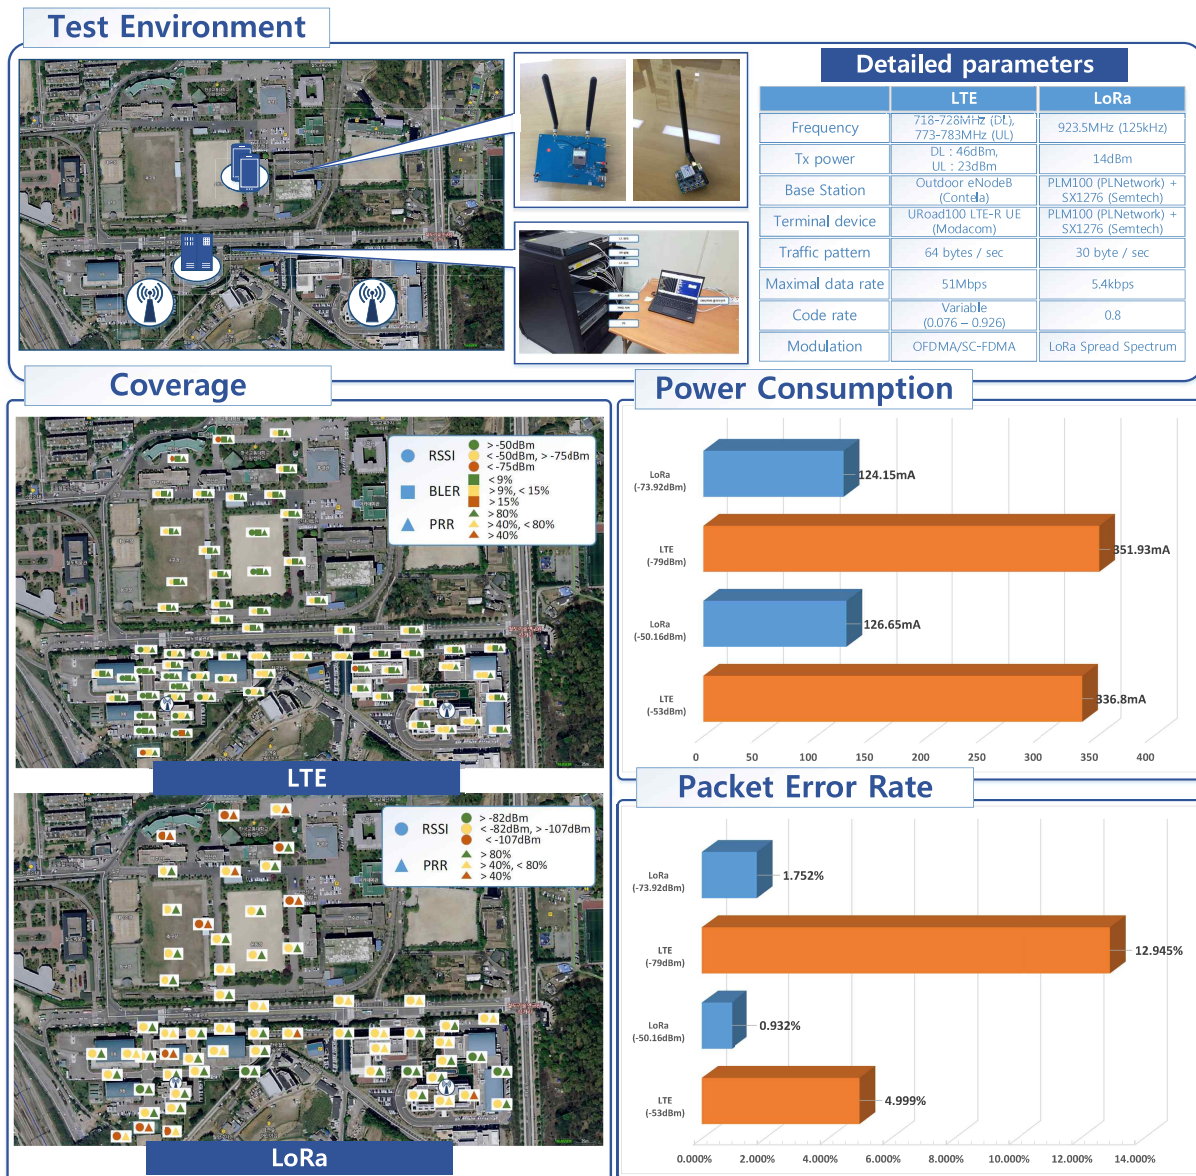 Test Environment
Detailed parameters
LTE
LoRa
Frequency
718-728MHz (DL),
773-783MHz (UL)
923.5MHz (125kHz)
Tx power
DL : 46dBm,
UL : 23dBm
14dBm
Base Station
Outdoor eNodeB
(Contela)
PLM100 (PLNetwork) +
SX1276 (Semtech)
Terminal device
URoad100 LTE-R UE
(Modacom)
PLM100 (PLNetwork) +
SX1276 (Semtech)
Traffic pattern
64 bytes / sec
30 byte / sec
Maximal data rate
51Mbps
5.4kbps
Code rate
Variable
(0.076 – 0.926)
0.8
Modulation
OFDMA/SC-FDMA
LoRa Spread Spectrum
Coverage
RSSI
> -50dBm
< -50dBm, > -75dBm
< -75dBm
BLER
< 9%
> 9%, < 15%
> 15%
PRR
> 80%
> 40%, < 80%
> 40%
LTE
RSSI
> -82dBm
< -82dBm, > -107dBm
< -107dBm
PRR
> 80%
> 40%, < 80%
> 40%
LoRa
Power Consumption
LoRa
(-73.92dBm)
124.15mA
LTE
(-79dBm)
351.93mA
LoRa
(-50.16dBm)
126.65mA
LTE
(-53dBm)
336.8mA
0 50 100 150 200 250 300 350 400
Packet Error Rate
LoRa
(-73.92dBm)
1.752%
LTE
(-79dBm)
12.945%
LoRa
(-50.16dBm)
0.932%
LTE
(-53dBm)
4.999%
0.000% 2.000% 4.000% 6.000% 8.000% 10.000% 12.000% 14.000%